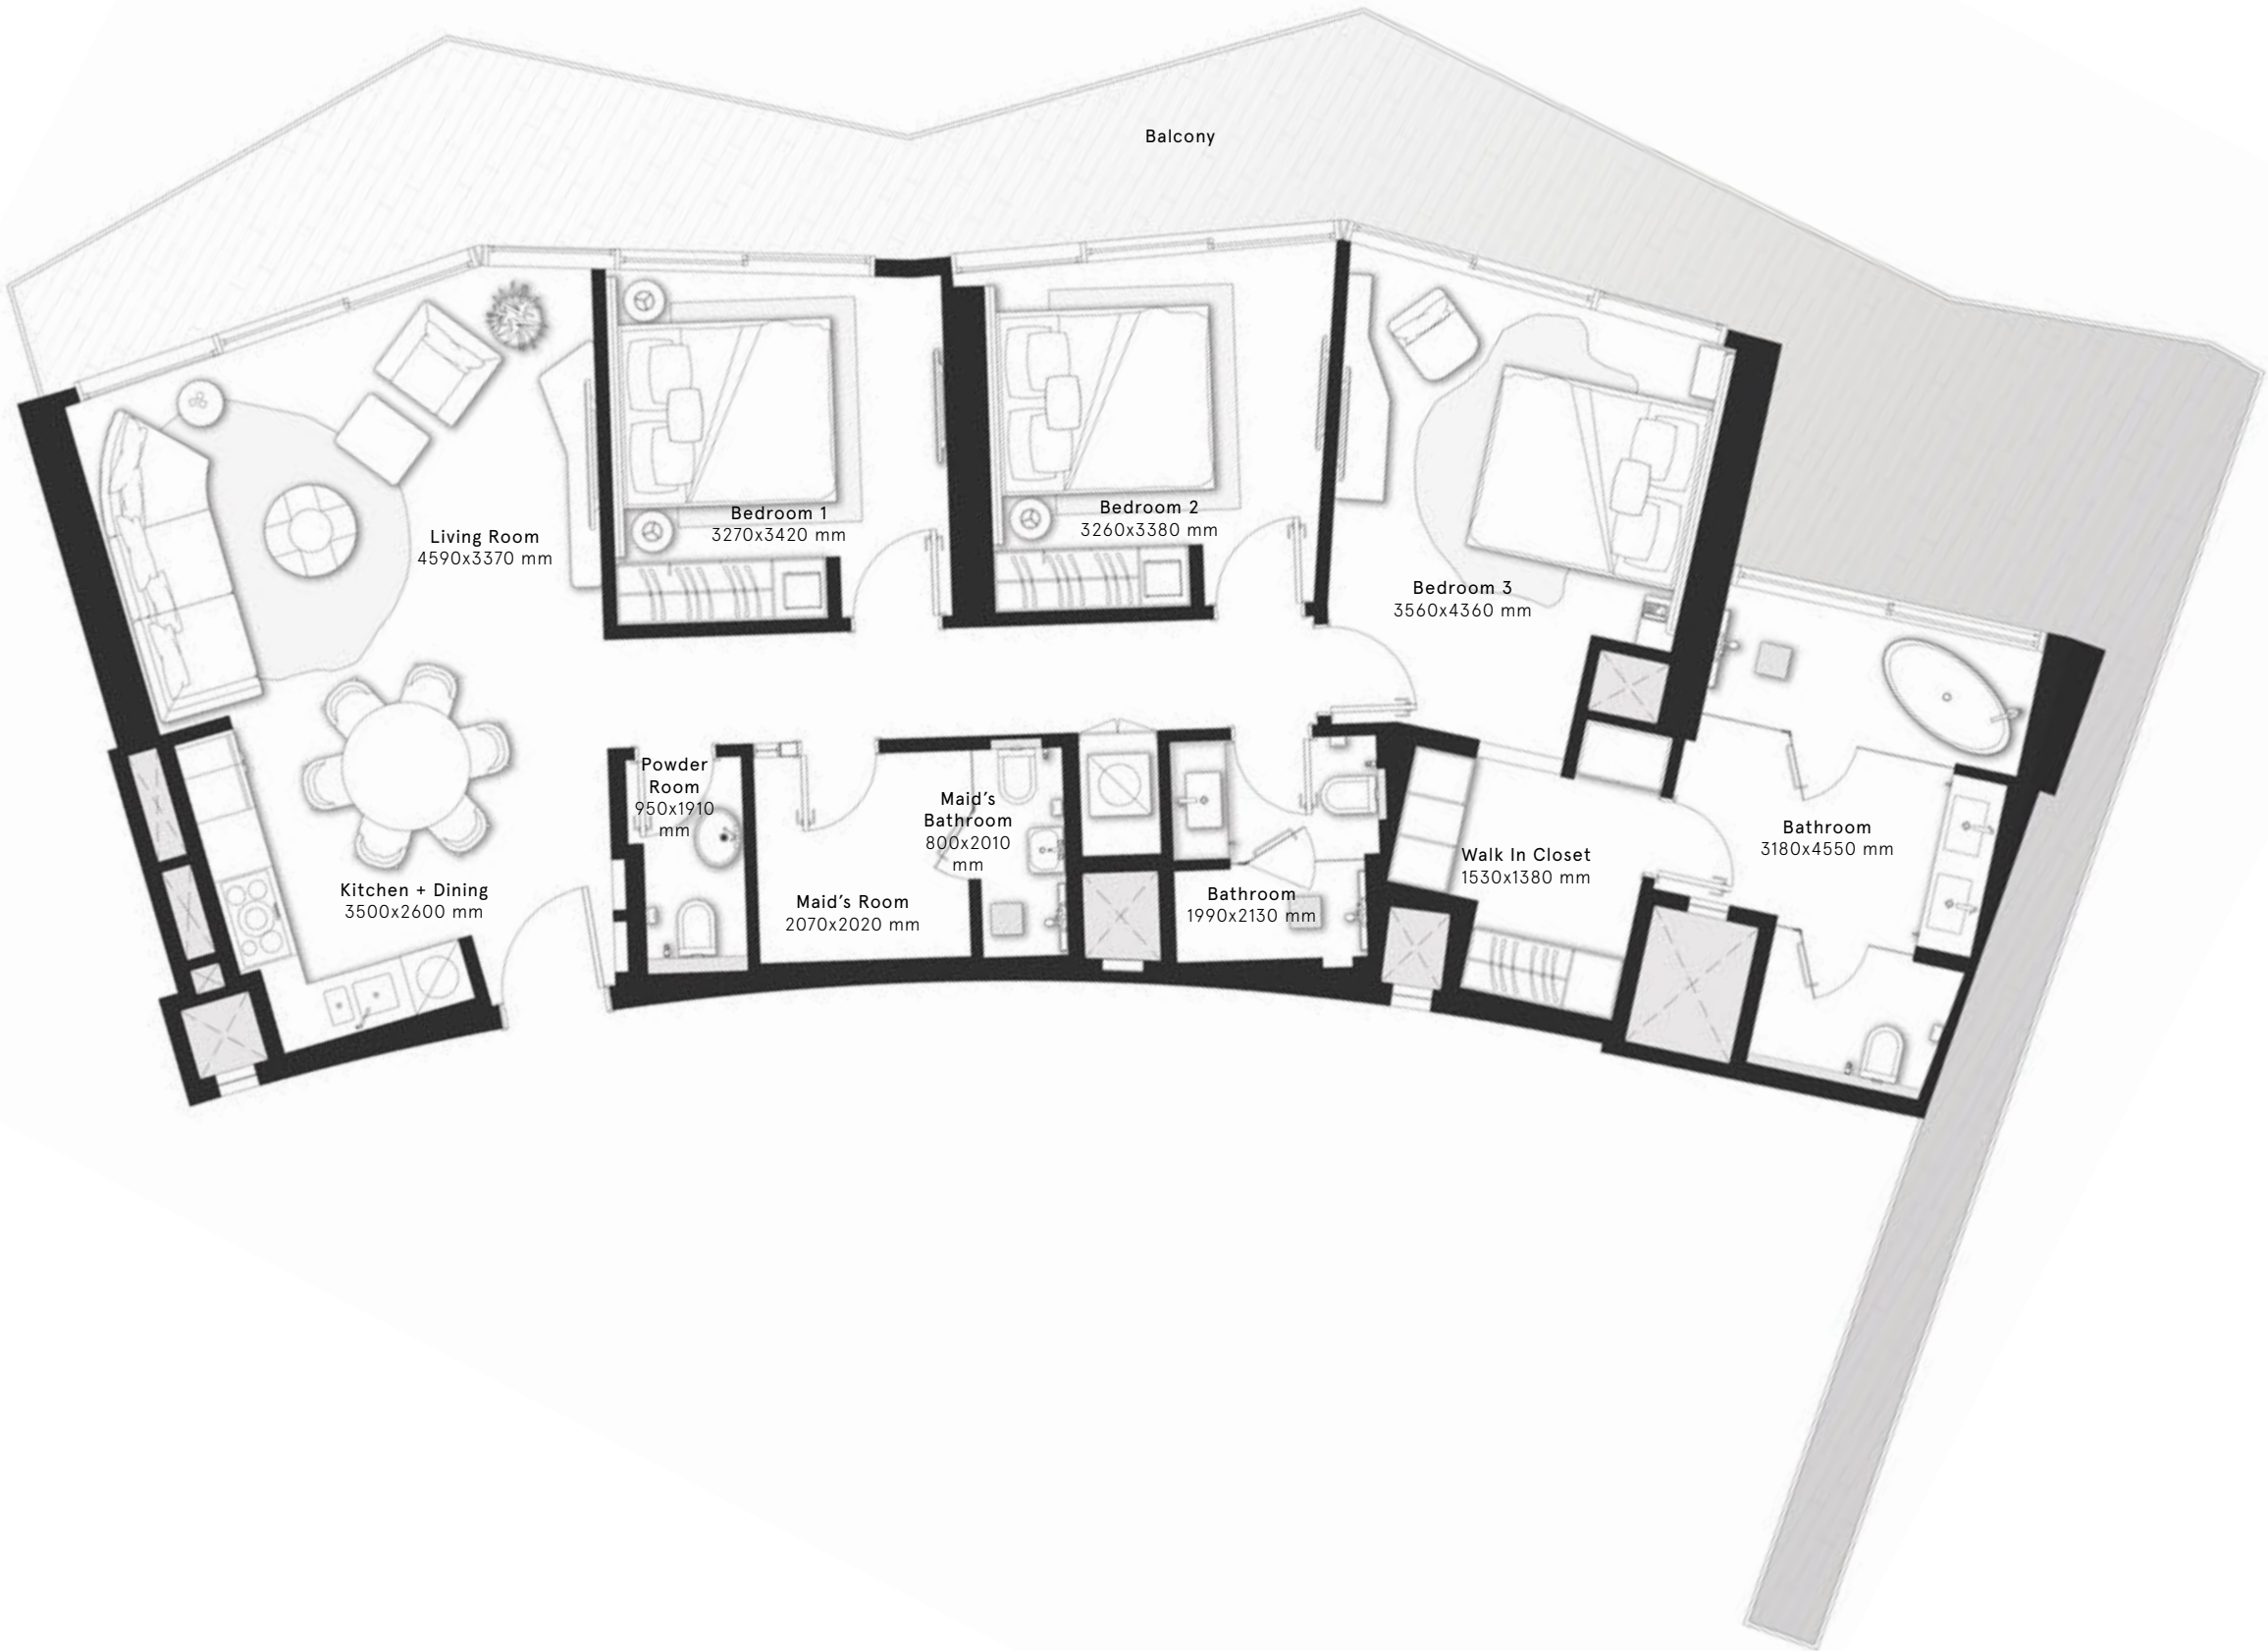 Balcony
Living Room
4590x3370 mm
Bedroom 1
3270x3420 mm
Bedroom 2
3260x3380 mm
Bedroom 3
3560x4360 mm
Kitchen + Dining
3500x2600 mm
Powder
Room
950x1910
mm
Maid’s Room
2070x2020 mm
Maid’s
Bathroom
800x2010
mm
Bathroom
1990x2130 mm
Walk In Closet
1530x1380 mm
Bathroom
3180x4550 mm